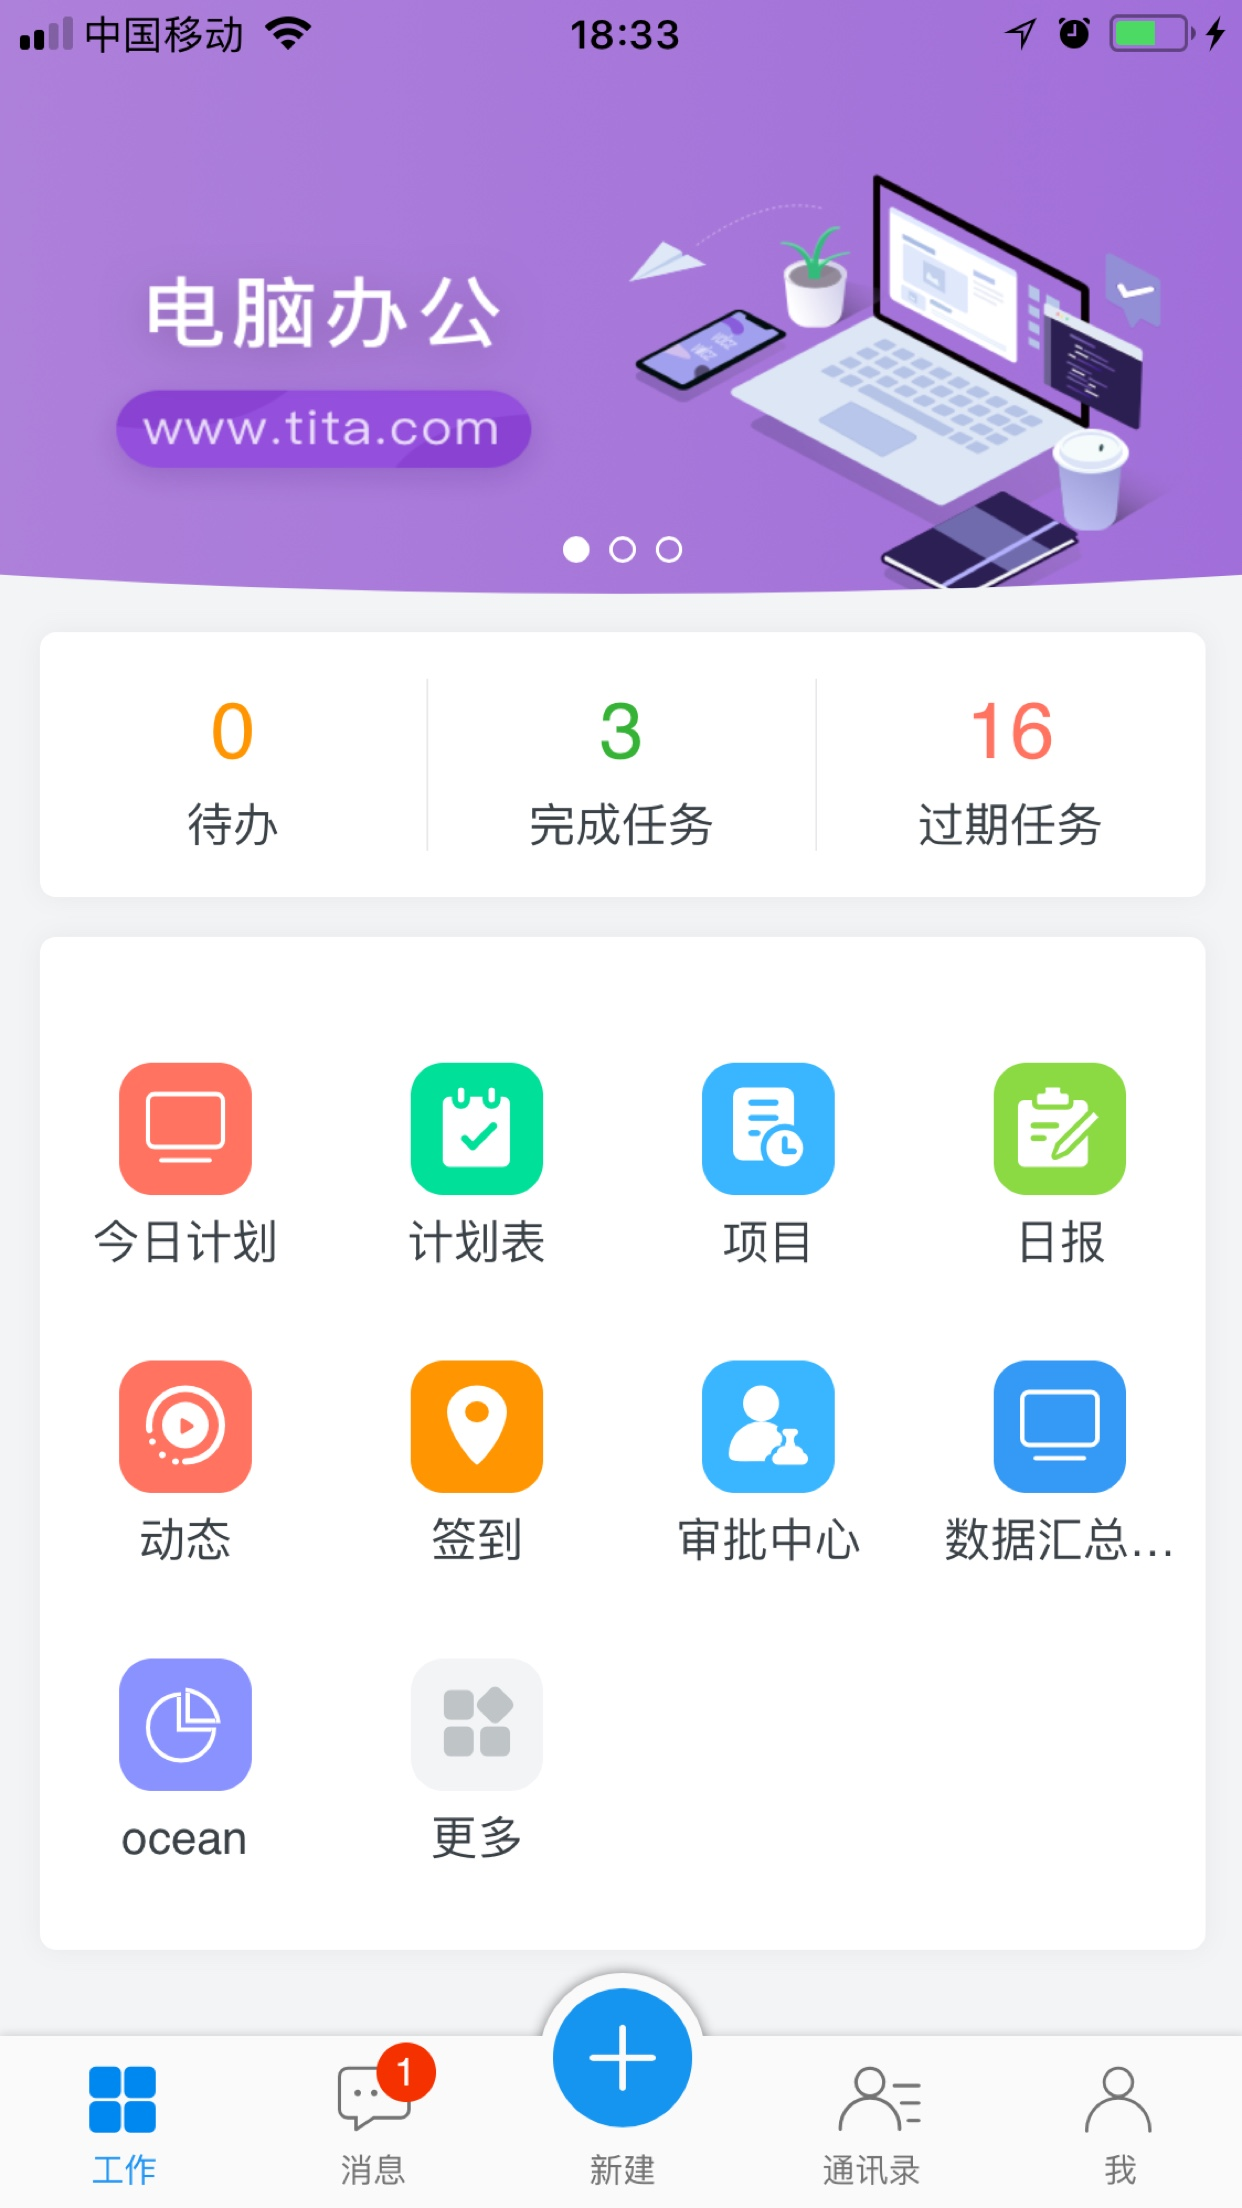 中国移动 18:33
电脑办公
www.tita.com
0 3 16
待办 完成任务 过期任务
今日计划 计划表 项目 日报
动态 签到 审批中心 数据汇总...
ocean 更多
1
工作 消息 新建 通讯录 我